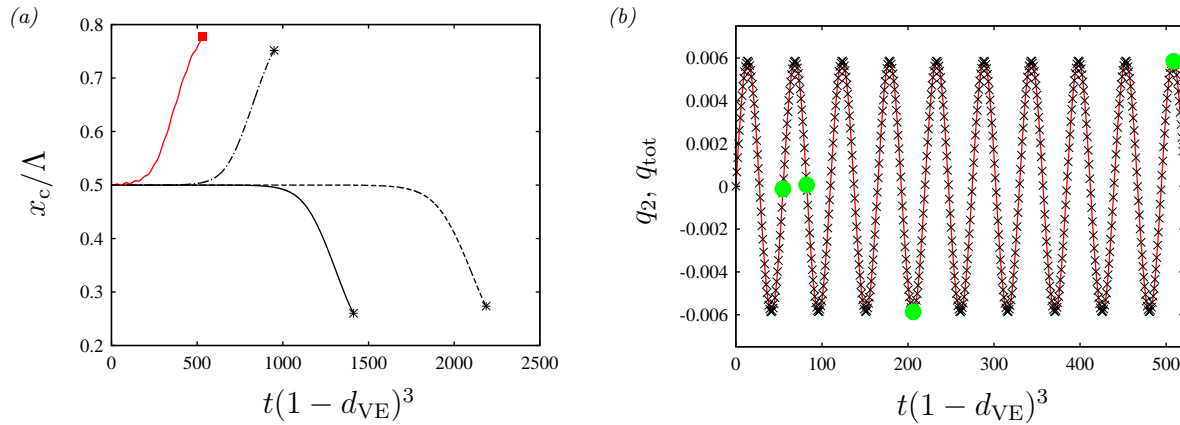 (a)
0.8
0.7
0.6
0.5
0.4
0.3
0.2
x_c/Λ
0 500 1000 1500 2000 2500
t(1 − d_VE)^3
(b)
0.006
0.004
0.002
0
-0.002
-0.004
-0.006
q_2, q_tot
0 100 200 300 400 500
t(1 − d_VE)^3